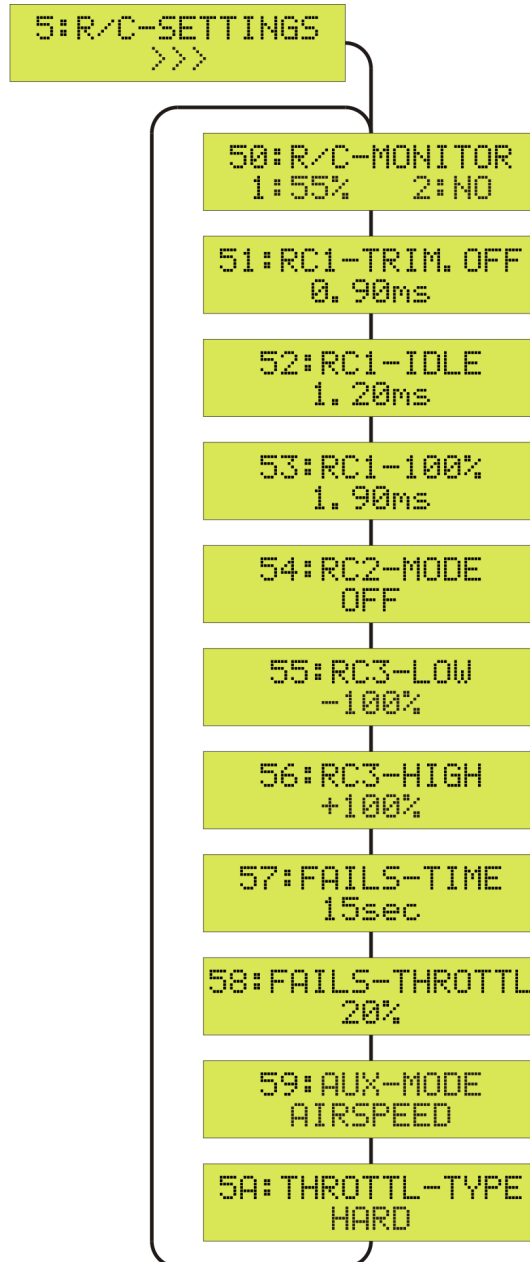 5:R/C-SETTINGS
>>>
50:R/C-MONITOR
1:55% 2:NO
51:RC1-TRIM.OFF
0.90ms
52:RC1-IDLE
1.20ms
53:RC1-100%
1.90ms
54:RC2-MODE
OFF
55:RC3-LOW
-100%
56:RC3-HIGH
+100%
57:FAILS-TIME
15sec
58:FAILS-THROTTL
20%
59:AUX-MODE
AIRSPEED
5A:THROTTL-TYPE
HARD